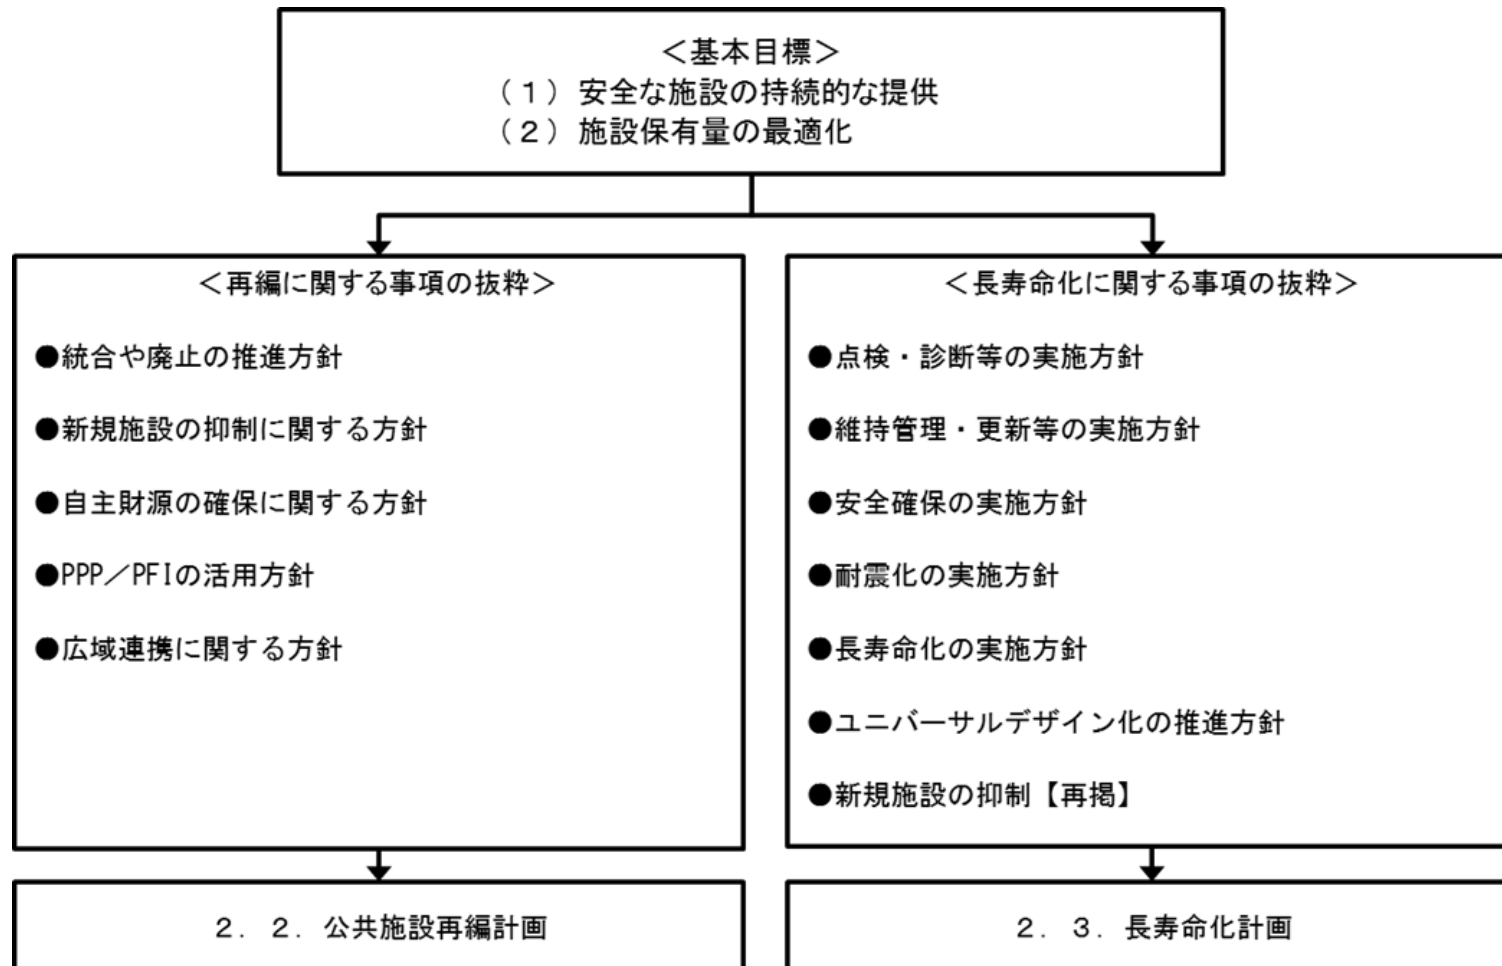 ＜基本目標＞
（１）安全な施設の持続的な提供
（２）施設保有量の最適化
＜再編に関する事項の抜粋＞
●統合や廃止の推進方針
●新規施設の抑制に関する方針
●自主財源の確保に関する方針
●PPP／PFIの活用方針
●広域連携に関する方針
＜長寿命化に関する事項の抜粋＞
●点検・診断等の実施方針
●維持管理・更新等の実施方針
●安全確保の実施方針
●耐震化の実施方針
●長寿命化の実施方針
●ユニバーサルデザイン化の推進方針
●新規施設の抑制【再掲】
２．２．公共施設再編計画
２．３．長寿命化計画